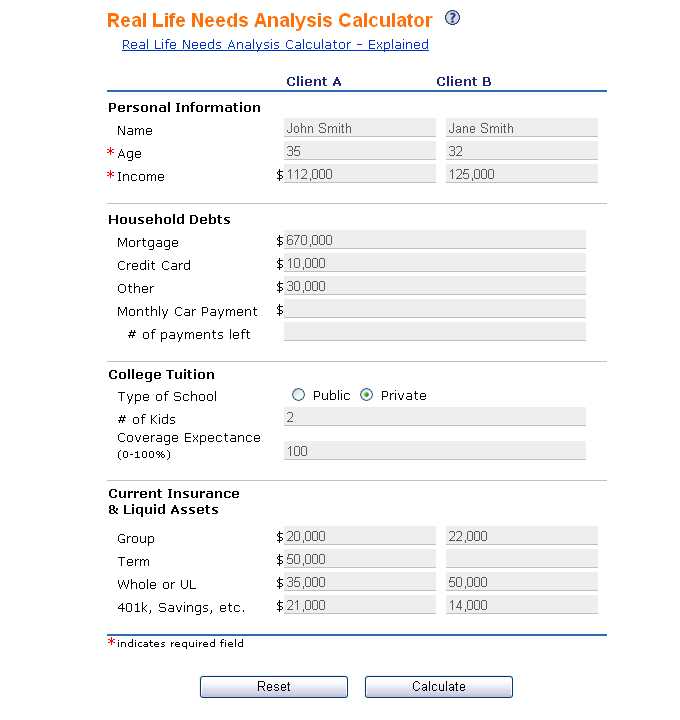 Real Life Needs Analysis Calculator ?
Real Life Needs Analysis Calculator - Explained
Client A Client B
Personal Information
Name John Smith Jane Smith
* Age 35 32
* Income $ 112,000 125,000
Household Debts
Mortgage $ 670,000
Credit Card $ 10,000
Other $ 30,000
Monthly Car Payment $
# of payments left
College Tuition
Type of School Public Private
# of Kids 2
Coverage Expectance
(0-100%) 100
Current Insurance
& Liquid Assets
Group $ 20,000 22,000
Term $ 50,000
Whole or UL $ 35,000 50,000
401k, Savings, etc. $ 21,000 14,000
*indicates required field
Reset Calculate